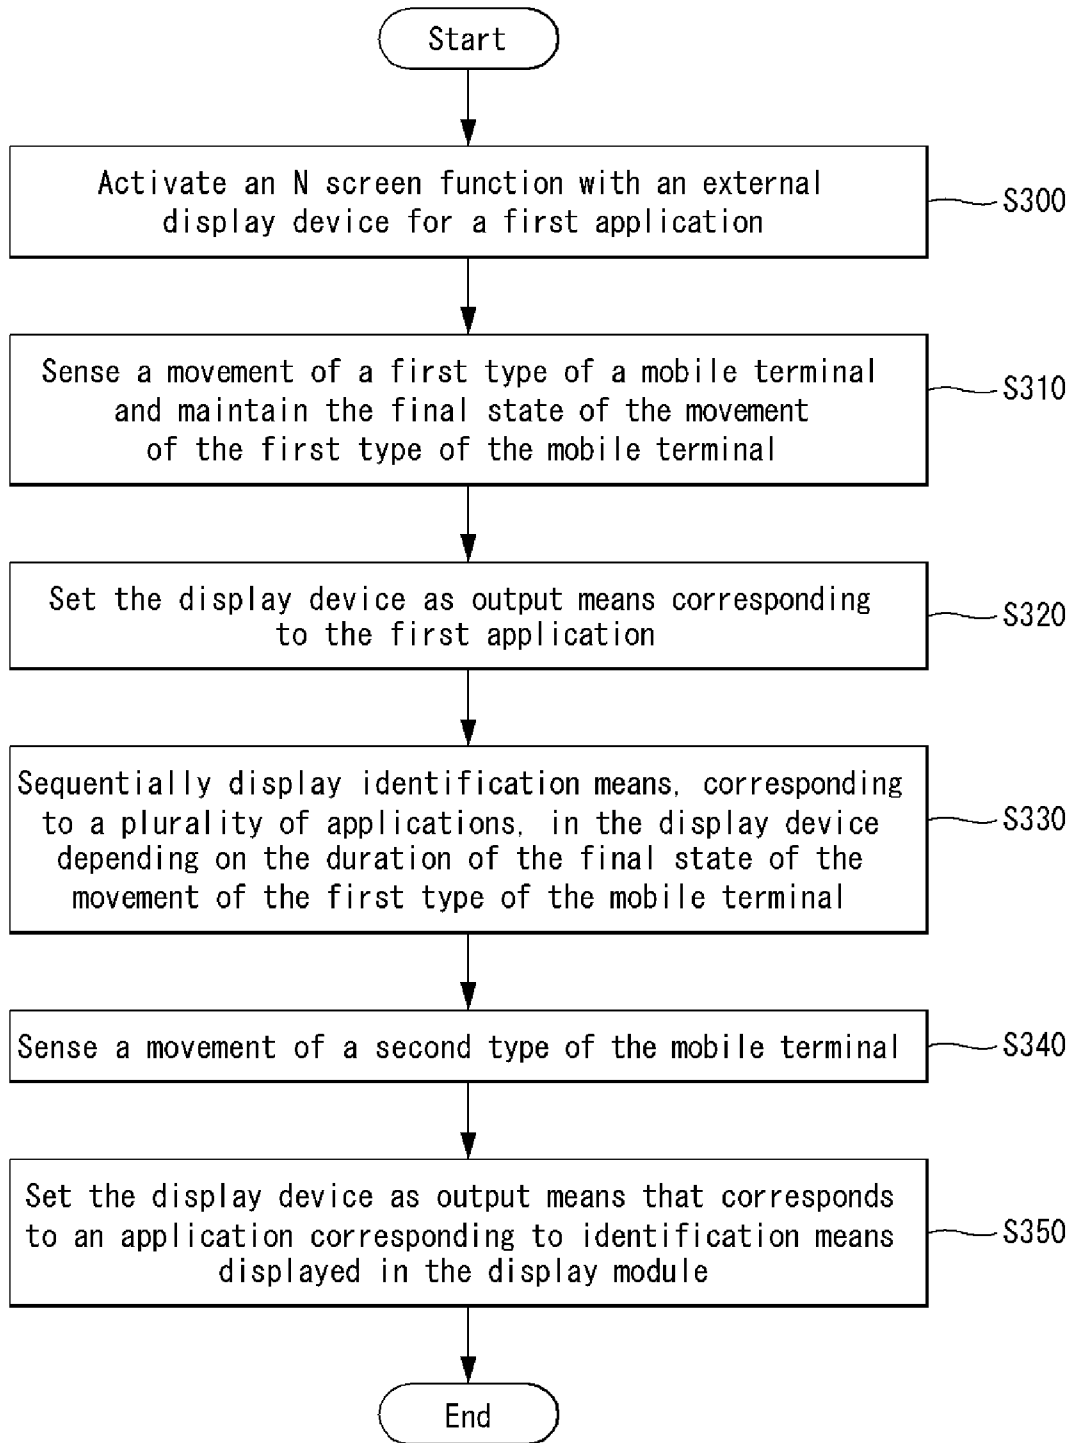 Start
Activate an N screen function with an external
display device for a first application
S300
Sense a movement of a first type of a mobile terminal
and maintain the final state of the movement
of the first type of the mobile terminal
S310
Set the display device as output means corresponding
to the first application
S320
Sequentially display identification means, corresponding
to a plurality of applications, in the display device
depending on the duration of the final state of the
movement of the first type of the mobile terminal
S330
Sense a movement of a second type of the mobile terminal
S340
Set the display device as output means that corresponds
to an application corresponding to identification means
displayed in the display module
S350
End